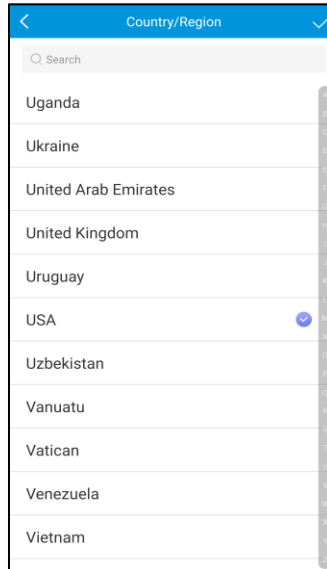 Country/Region
Search
Uganda
Ukraine
United Arab Emirates
United Kingdom
Uruguay
USA
Uzbekistan
Vanuatu
Vatican
Venezuela
Vietnam